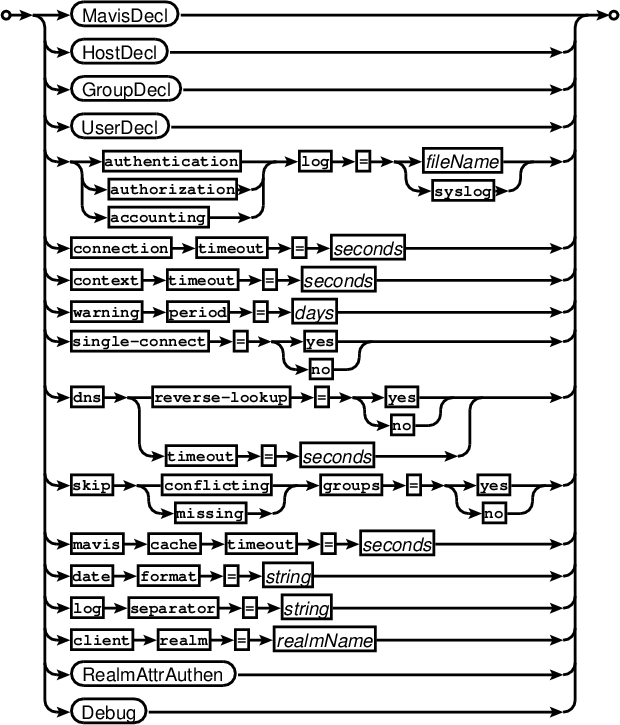 MavisDecl
HostDecl
GroupDecl
UserDecl
authentication log = fileName
authorization syslog
accounting
connection timeout = seconds
context timeout = seconds
warning period = days
single-connect = yes
no
dns reverse-lookup = yes
no
timeout = seconds
skip conflicting groups = yes
missing no
mavis cache timeout = seconds
date format = string
log separator = string
client realm = realmName
RealmAttrAuthen
Debug